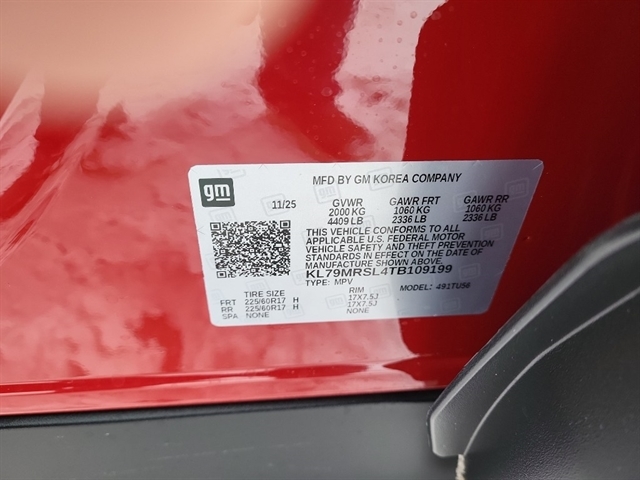 gm
MFD BY GM KOREA COMPANY
11/25 GVWR GAWR FRT GAWR RR
2000 KG 1060 KG 1060 KG
4409 LB 2336 LB 2336 LB
THIS VEHICLE CONFORMS TO ALL
APPLICABLE U.S. FEDERAL MOTOR
VEHICLE SAFETY AND THEFT PREVENTION
STANDARDS IN EFFECT ON THE DATE OF
MANUFACTURE SHOWN ABOVE.
KL79MRSL4TB109199
TYPE: MPV MODEL: 491TU56
TIRE SIZE RIM
FRT 225/60R17 H 17X7.5J
RR 225/60R17 H 17X7.5J
SPA NONE NONE